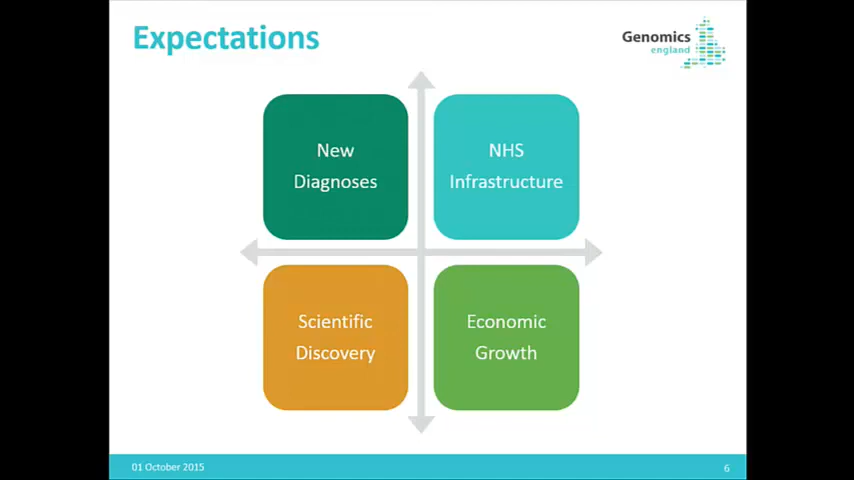 Expectations
Genomics
england
New
Diagnoses
NHS
Infrastructure
Scientific
Discovery
Economic
Growth
01 October 2015
6